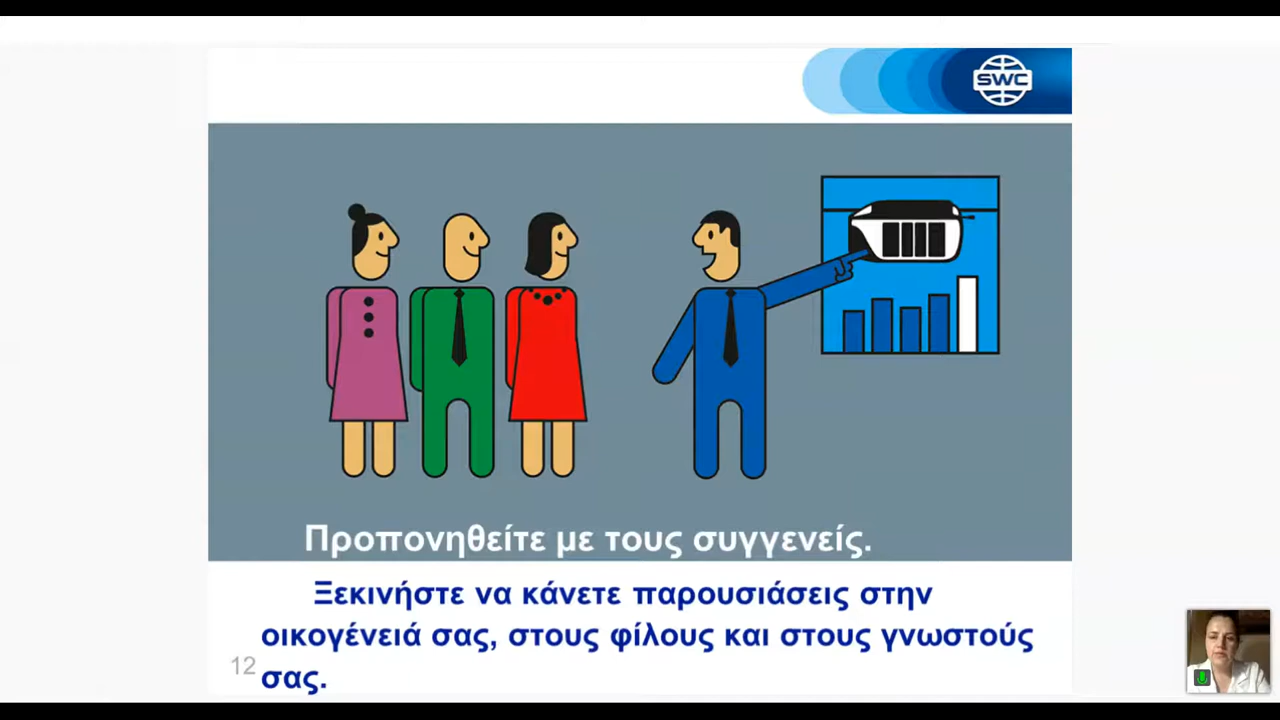 SWC
Προπονηθείτε με τους συγγενείς.
Ξεκινήστε να κάνετε παρουσιάσεις στην
οικογένειά σας, στους φίλους και στους γνωστούς
σας.
12